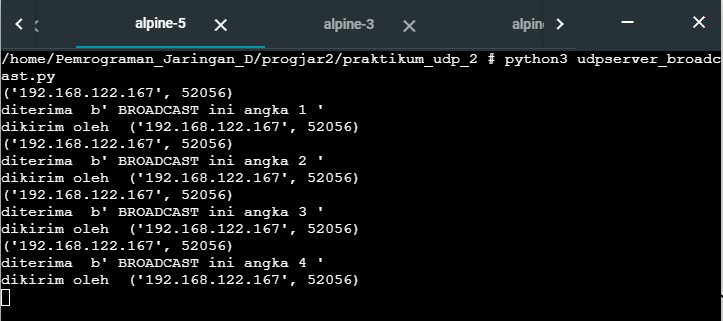 alpine-5
alpine-3
alpin
/home/Pemrograman_Jaringan_D/progjar2/praktikum_udp_2 # python3 udpserver_broadc
ast.py
('192.168.122.167', 52056)
diterima  b' BROADCAST ini angka 1 '
dikirim oleh  ('192.168.122.167', 52056)
('192.168.122.167', 52056)
diterima  b' BROADCAST ini angka 2 '
dikirim oleh  ('192.168.122.167', 52056)
('192.168.122.167', 52056)
diterima  b' BROADCAST ini angka 3 '
dikirim oleh  ('192.168.122.167', 52056)
('192.168.122.167', 52056)
diterima  b' BROADCAST ini angka 4 '
dikirim oleh  ('192.168.122.167', 52056)